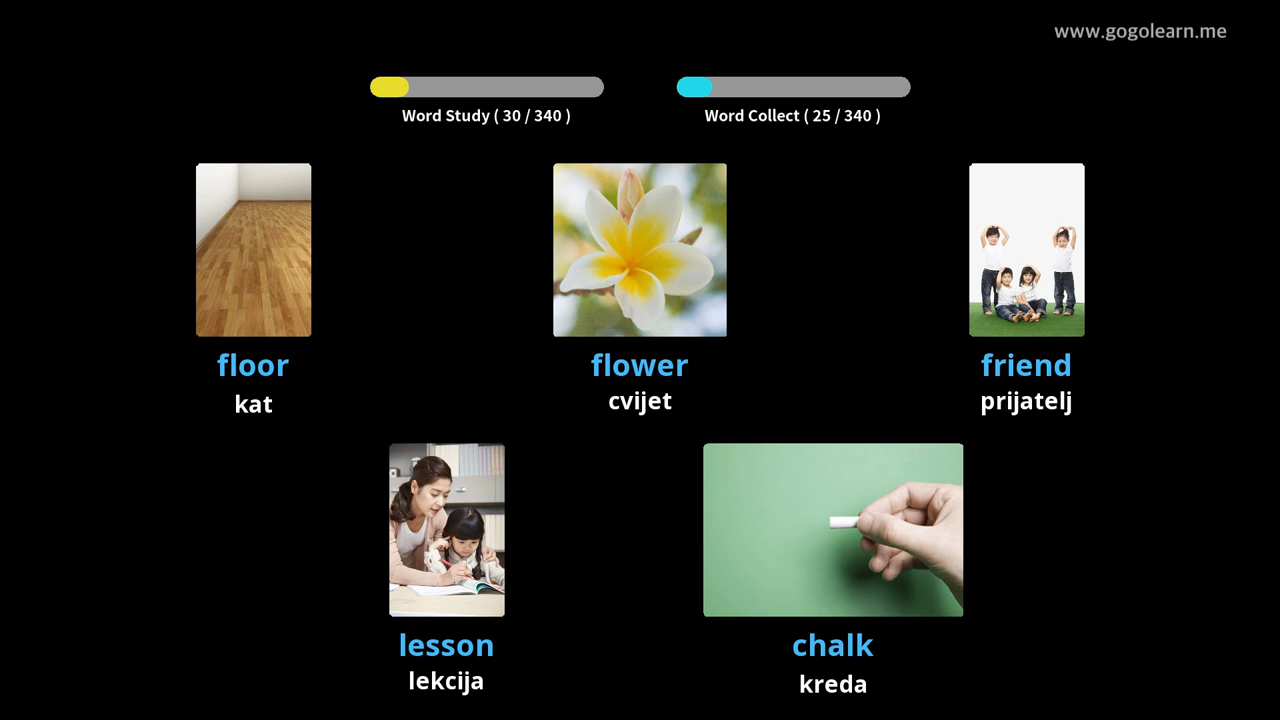 www.gogolearn.me
Word Study ( 30 / 340 )
Word Collect ( 25 / 340 )
floor
kat
flower
cvijet
friend
prijatelj
lesson
lekcija
chalk
kreda